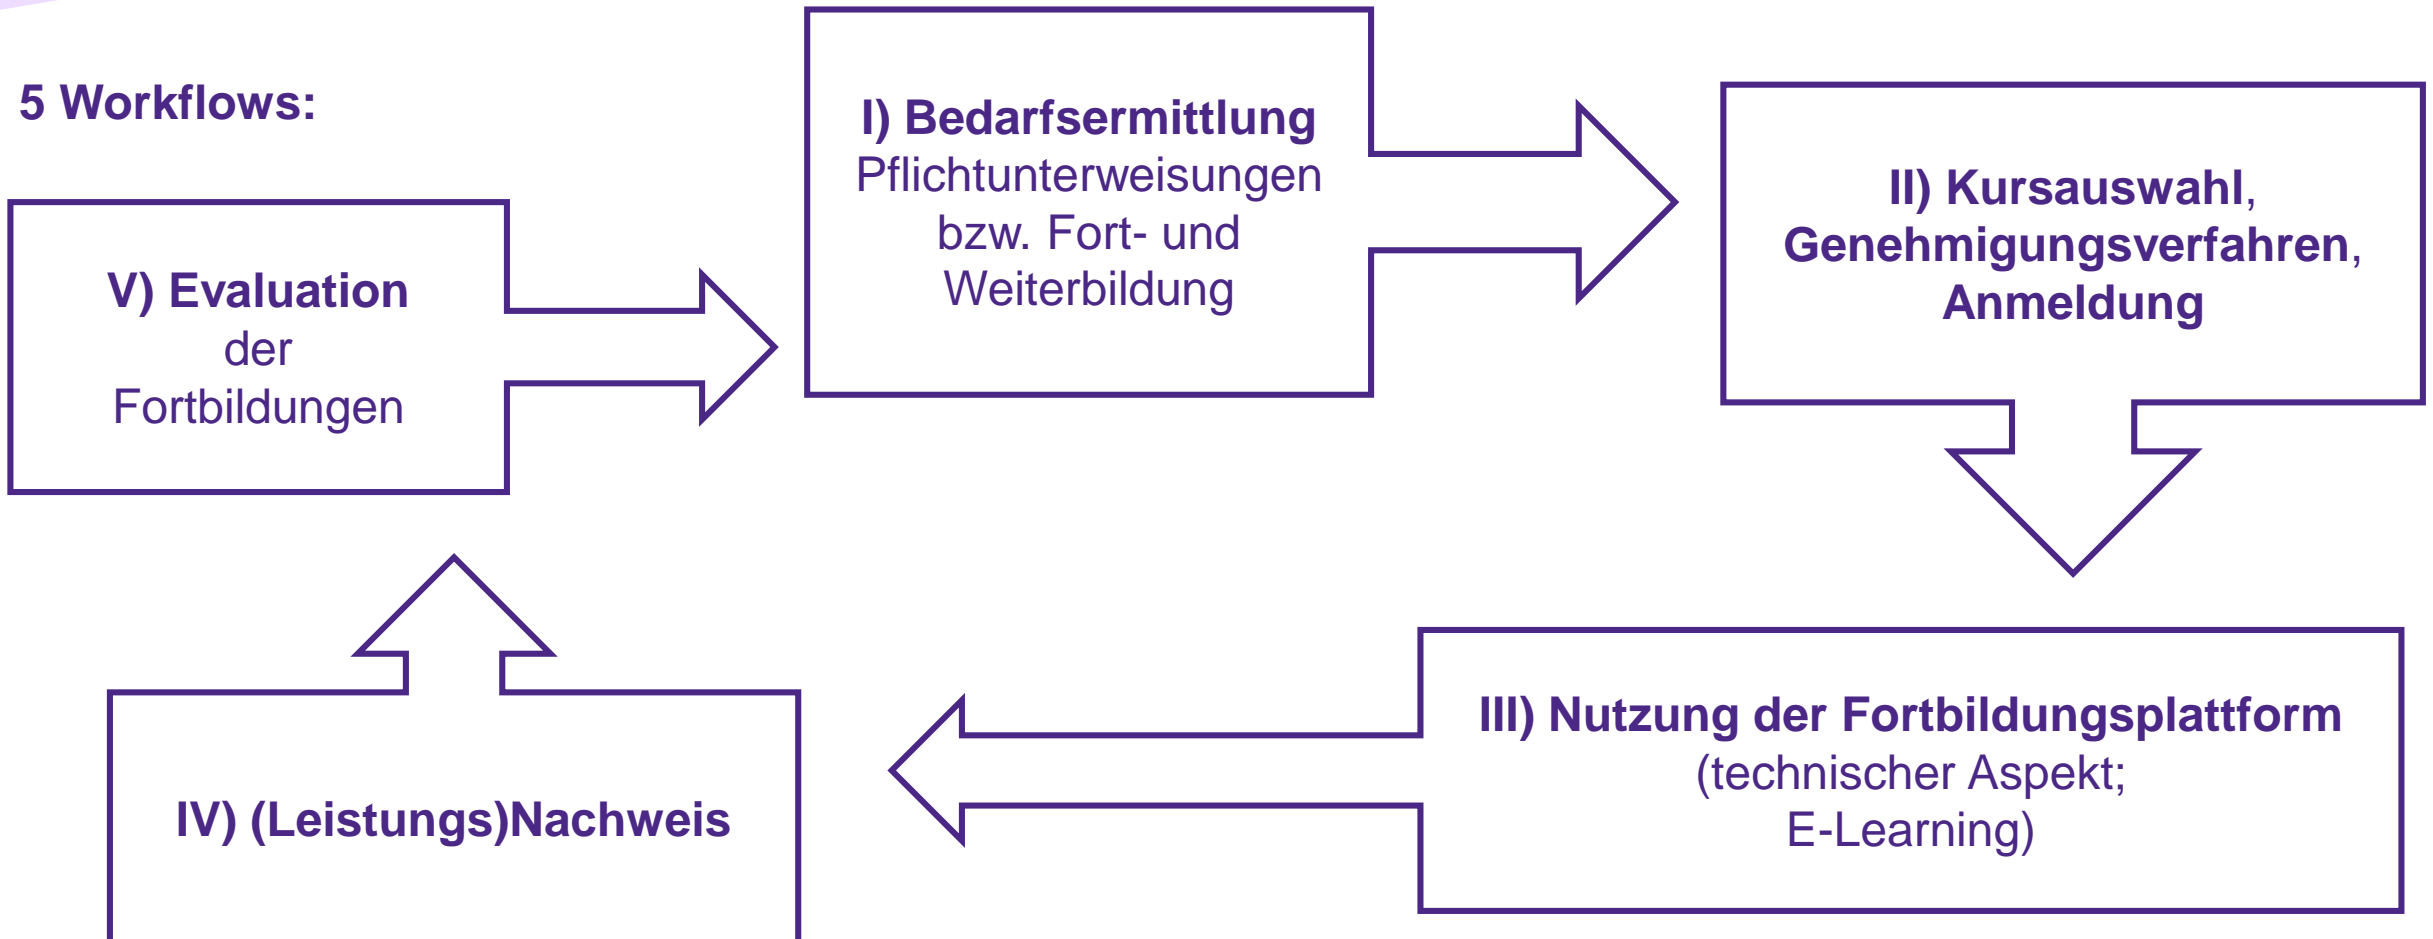 5 Workflows:
I) Bedarfsermittlung
Pflichtunterweisungen
bzw. Fort- und
Weiterbildung
II) Kursauswahl,
Genehmigungsverfahren,
Anmeldung
III) Nutzung der Fortbildungsplattform
(technischer Aspekt;
E-Learning)
IV) (Leistungs)Nachweis
V) Evaluation
der
Fortbildungen